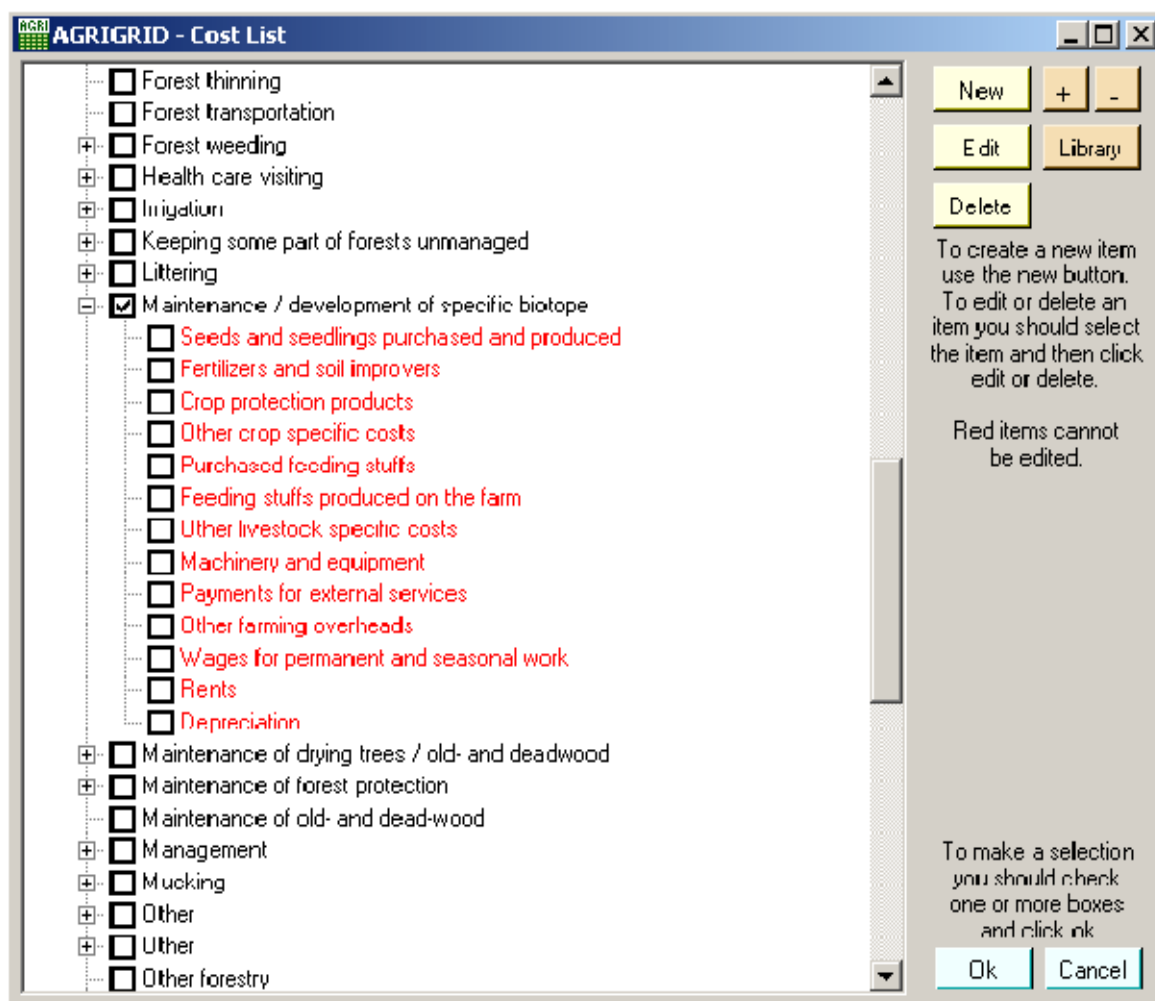 AGRI AGRIGRID - Cost List
Forest thinning
Forest transportation
Forest weeding
Health care visiting
Irrigation
Keeping some part of forests unmanaged
Littering
Maintenance / development of specific biotope
Seeds and seedlings purchased and produced
Fertilizers and soil improvers
Crop protection products
Other crop specific costs
Purchased feeding stuffs
Feeding stuffs produced on the farm
Other livestock specific costs
Machinery and equipment
Payments for external services
Other farming overheads
Wages for permanent and seasonal work
Rents
Depreciation
Maintenance of drying trees / old- and deadwood
Maintenance of forest protection
Maintenance of old- and dead-wood
Management
Mucking
Other
Other
Other forestry
New + -
Edit Library
Delete
To create a new item
use the new button.
To edit or delete an
item you should select
the item and then click
edit or delete.
Red items cannot
be edited.
To make a selection
you should check
one or more boxes
and click ok
Ok Cancel